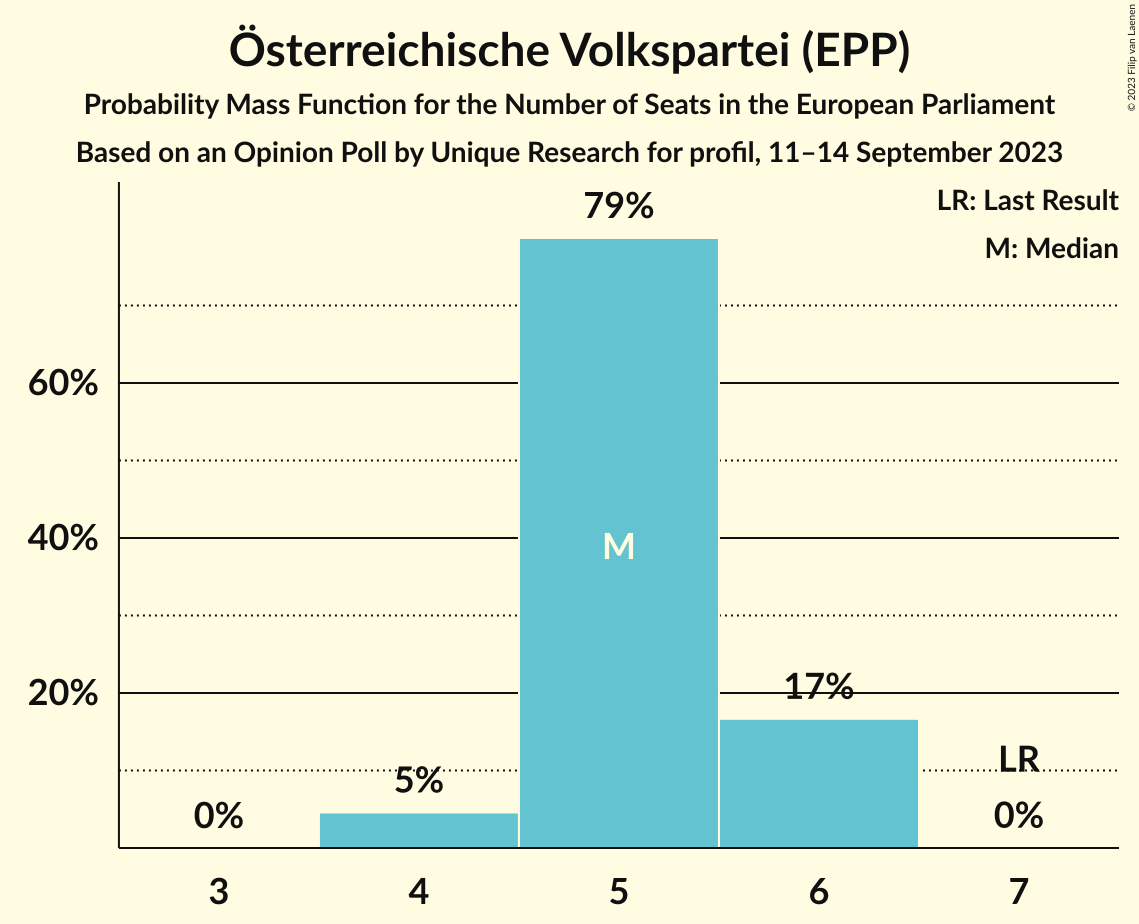 Österreichische Volkspartei (EPP)
Probability Mass Function for the Number of Seats in the European Parliament
Based on an Opinion Poll by Unique Research for profil, 11–14 September 2023
© 2023 Filip van Laenen
LR: Last Result
M: Median
79%
60%
40%
M
20%
17%
LR
5%
0%
0%
3 4 5 6 7